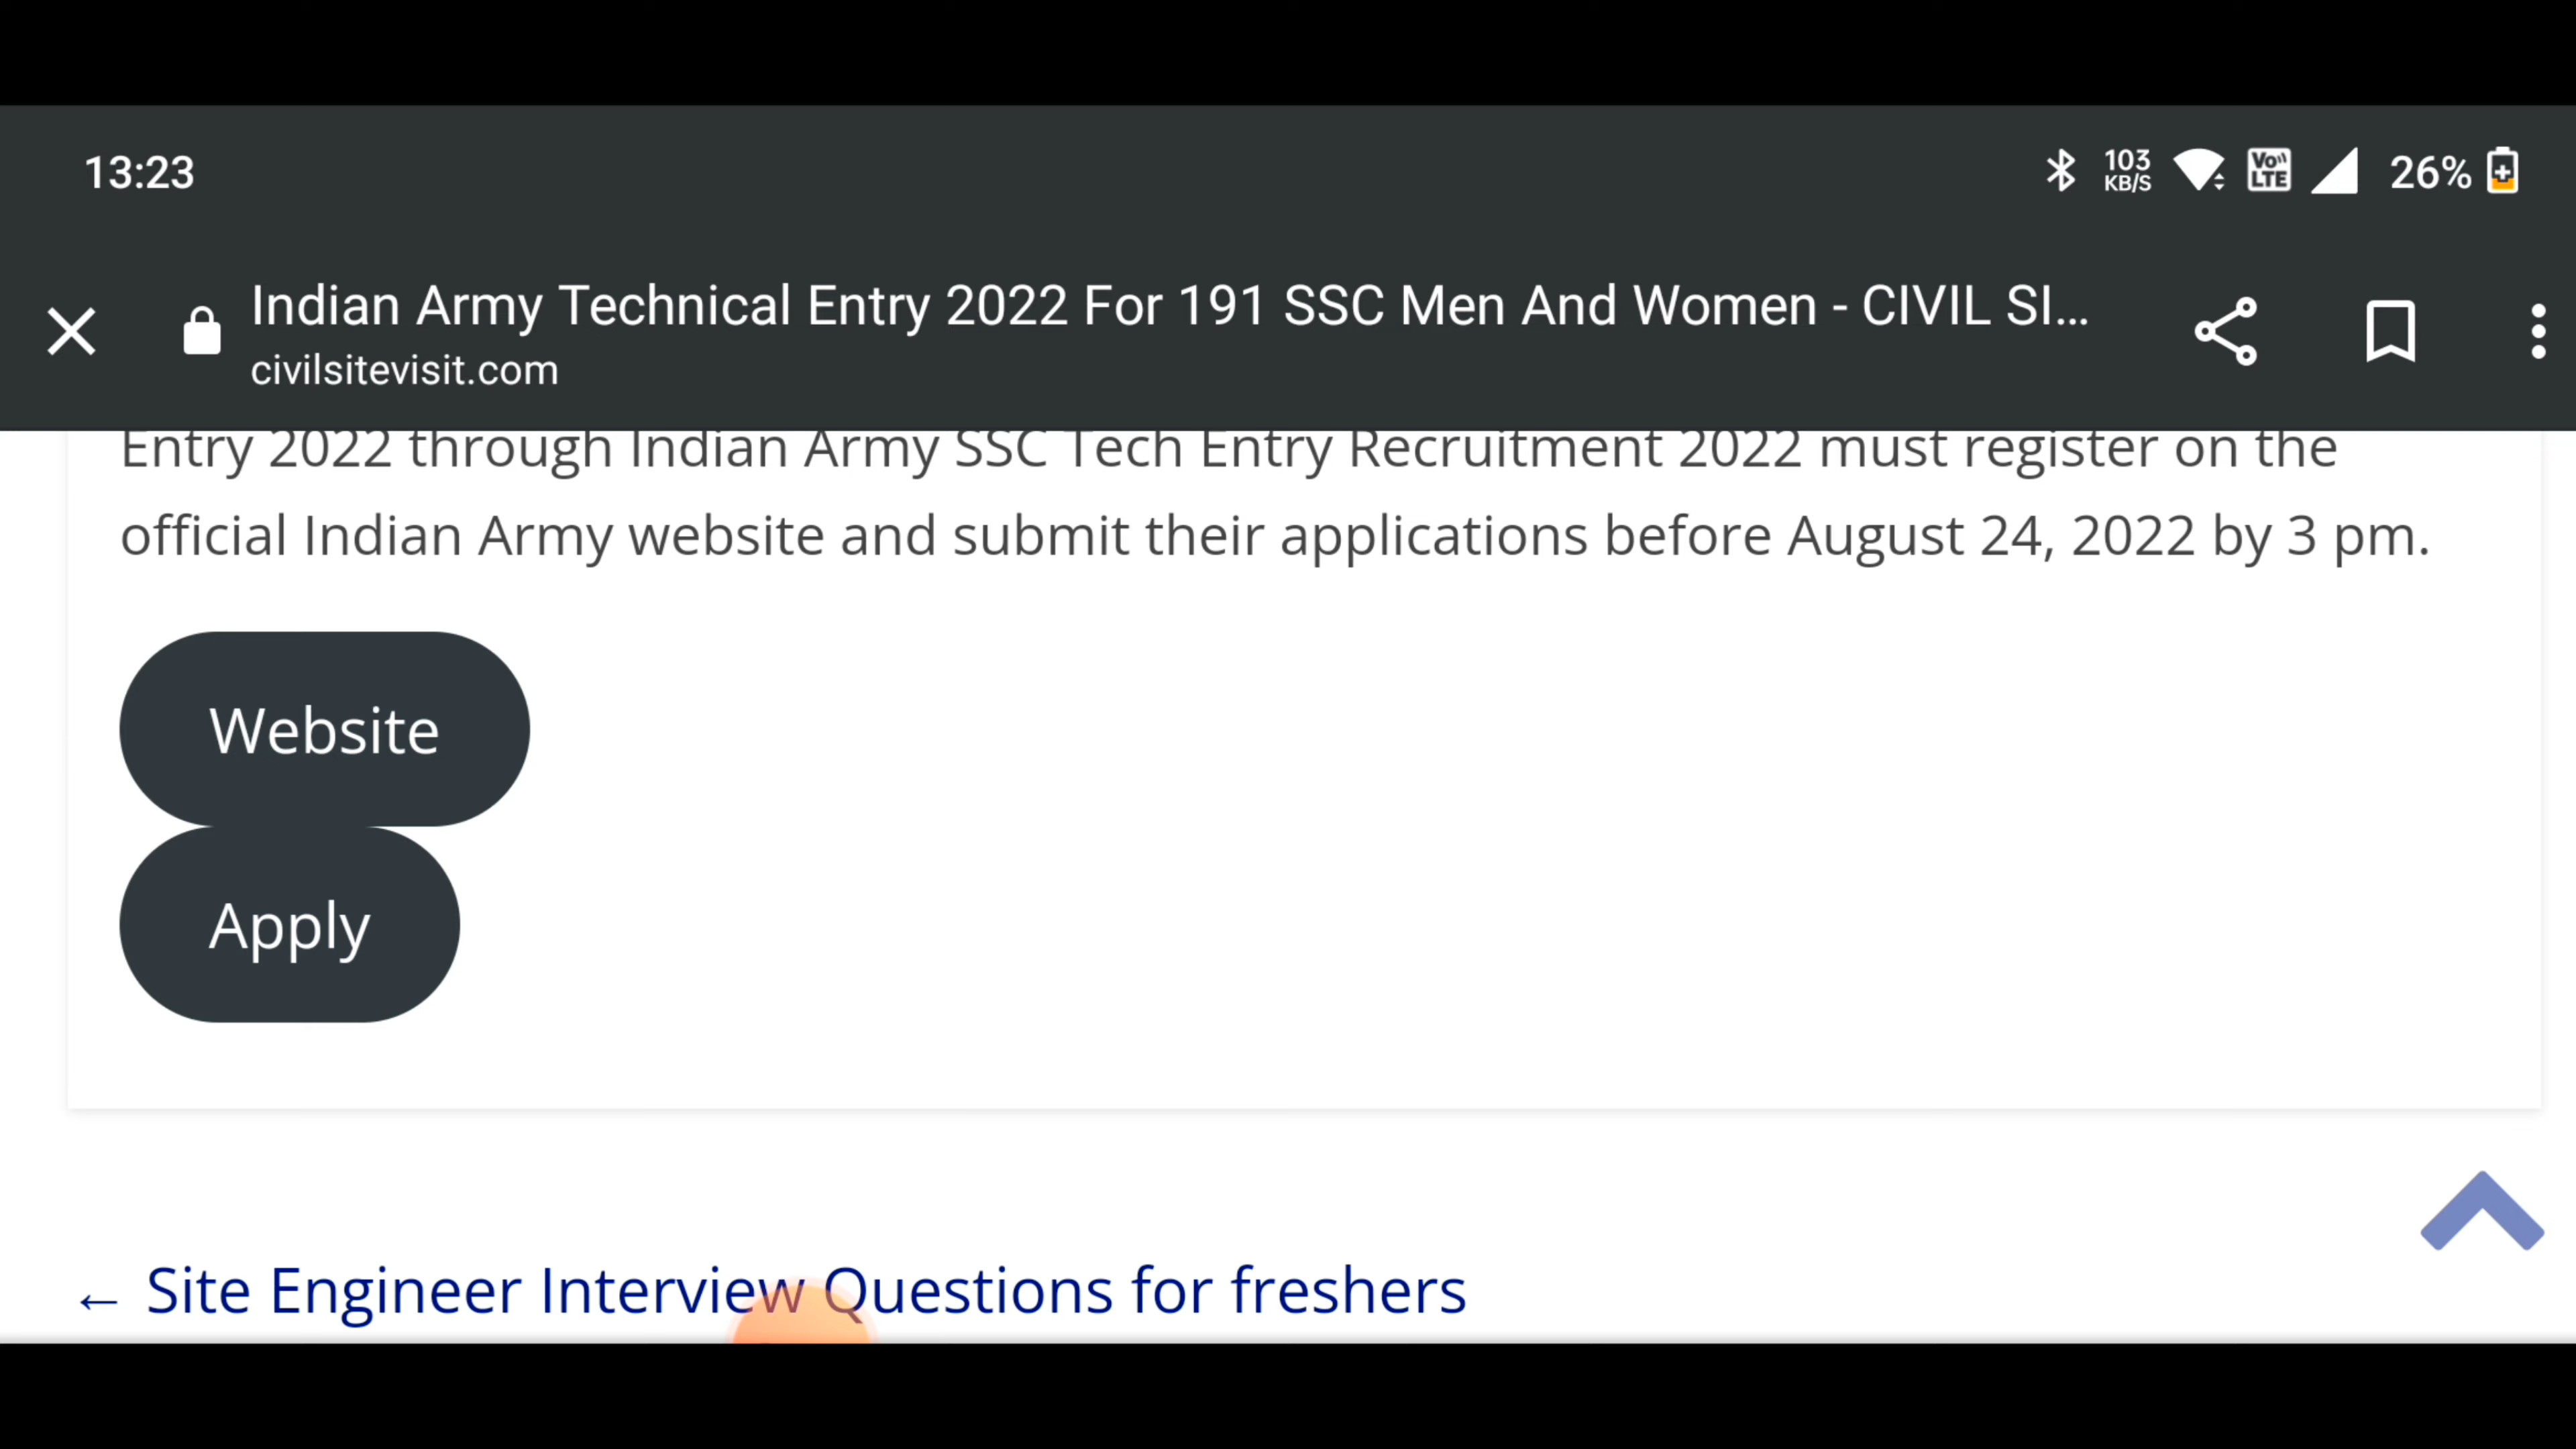 13:23
103 KB/S Vo)) LTE 26%
Indian Army Technical Entry 2022 For 191 SSC Men And Women - CIVIL SI...
civilsitevisit.com
Entry 2022 through Indian Army SSC Tech Entry Recruitment 2022 must register on the
official Indian Army website and submit their applications before August 24, 2022 by 3 pm.
Website
Apply
← Site Engineer Interview Questions for freshers